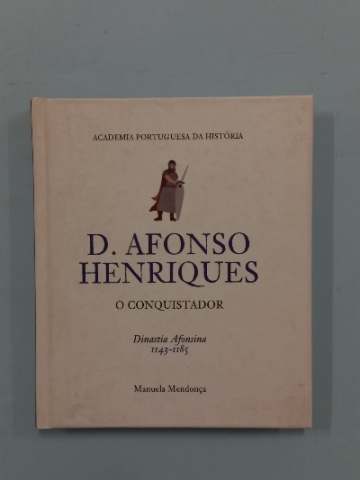 ACADEMIA PORTUGUESA DA HISTÓRIA
D. AFONSO
HENRIQUES
O CONQUISTADOR
Dinastia Afonsina
1143-1185
Manuela Mendonça